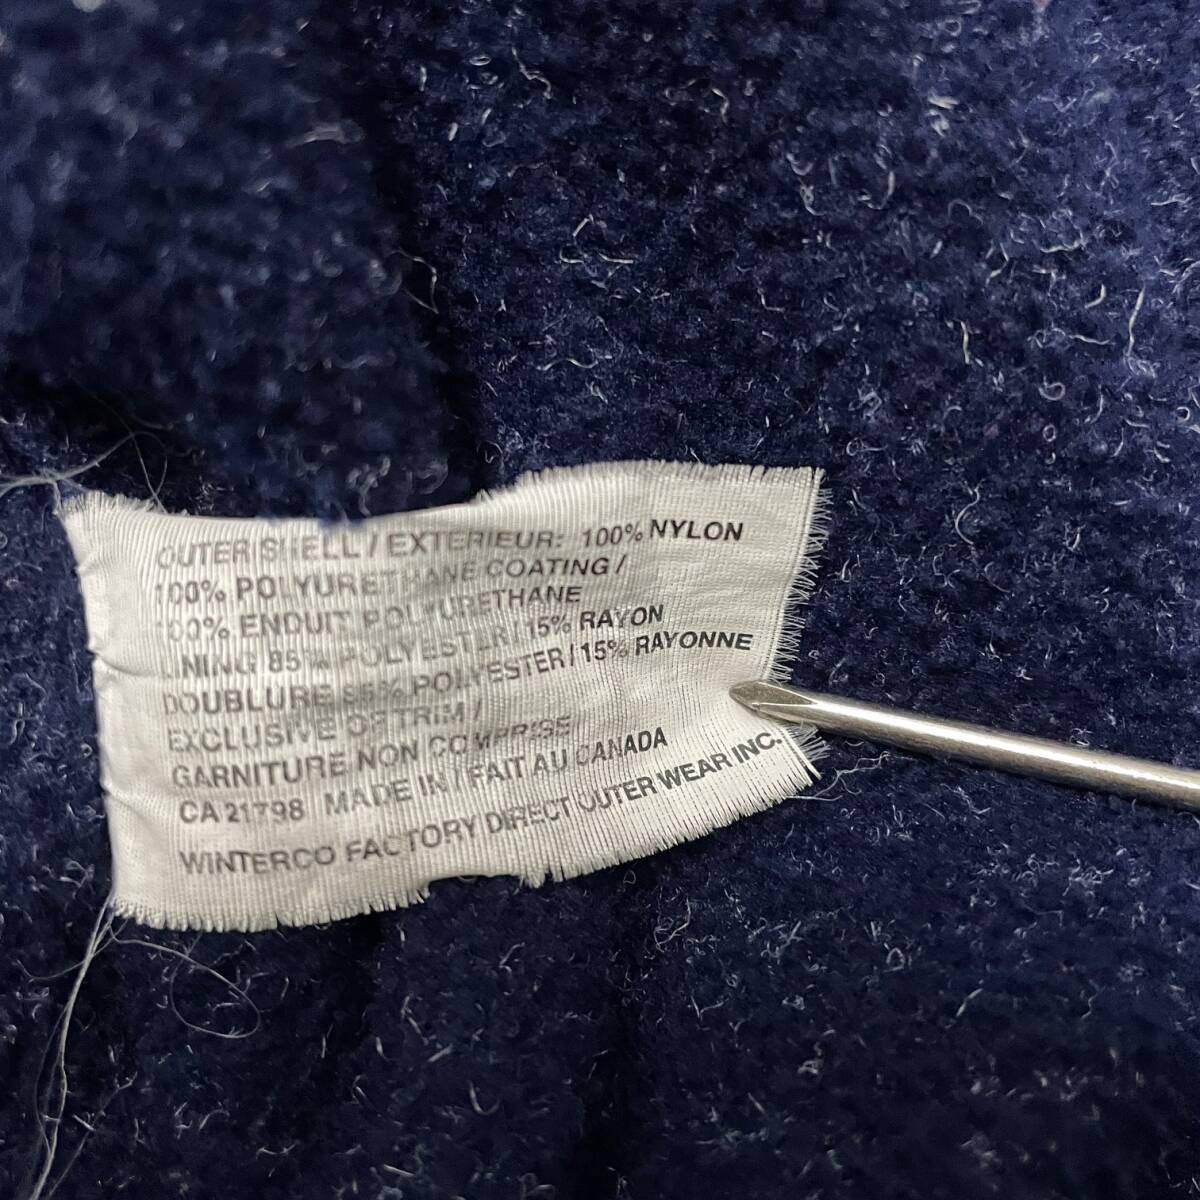 OUTER SHELL / EXTERIEUR: 100% NYLON
100% POLYURETHANE COATING /
100% ENDUIT POLYURETHANE
LINING 85% POLYESTER / 15% RAYON
DOUBLURE 85% POLYESTER / 15% RAYONNE
EXCLUSIVE OF TRIM /
GARNITURE NON COMPRISE
CA 21798 MADE IN / FAIT AU CANADA
WINTERCO FACTORY DIRECT OUTER WEAR INC.